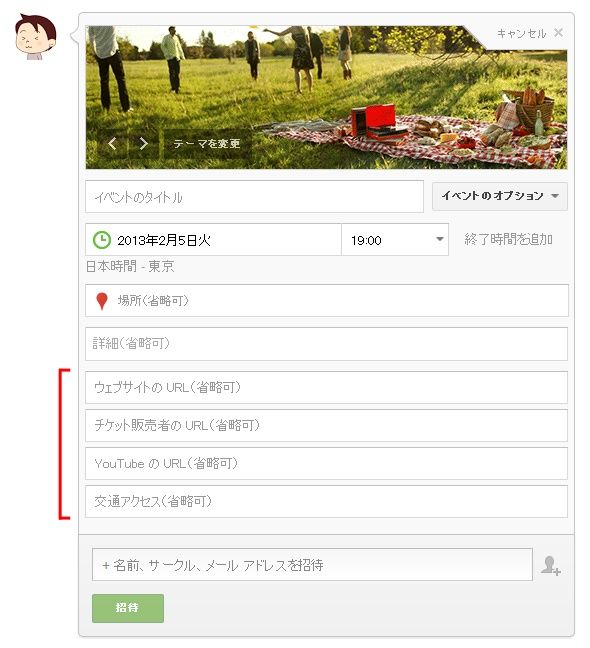 キャンセル ×
テーマを変更
イベントのタイトル
イベントのオプション
2013年2月5日火
19:00
終了時間を追加
日本時間 - 東京
場所(省略可)
詳細(省略可)
ウェブサイトの URL(省略可)
チケット販売者の URL(省略可)
YouTube の URL(省略可)
交通アクセス(省略可)
+ 名前、サークル、メール アドレスを招待
招待